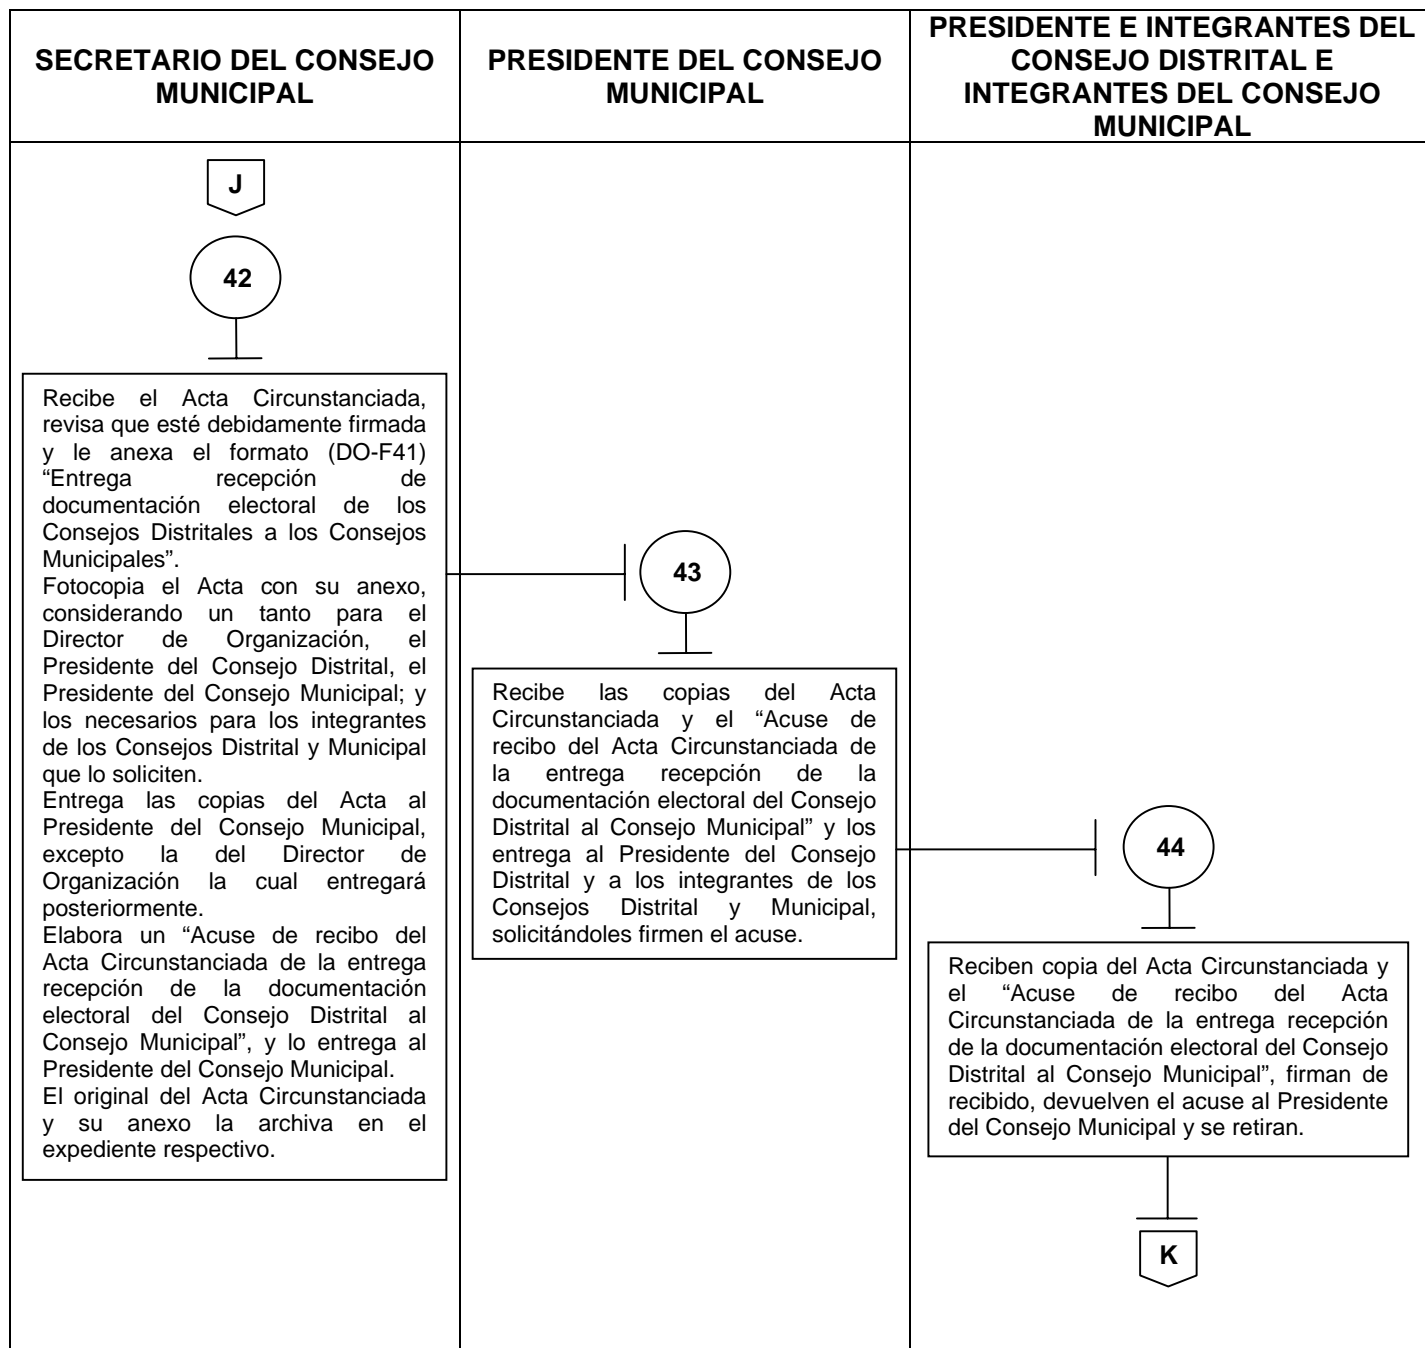 SECRETARIO DEL CONSEJO
MUNICIPAL
PRESIDENTE DEL CONSEJO
MUNICIPAL
PRESIDENTE E INTEGRANTES DEL
CONSEJO DISTRITAL E
INTEGRANTES DEL CONSEJO
MUNICIPAL
J
42
Recibe el Acta Circunstanciada,
revisa que esté debidamente firmada
y le anexa el formato (DO-F41)
“Entrega recepción de
documentación electoral de los
Consejos Distritales a los Consejos
Municipales”.
Fotocopia el Acta con su anexo,
considerando un tanto para el
Director de Organización, el
Presidente del Consejo Distrital, el
Presidente del Consejo Municipal; y
los necesarios para los integrantes
de los Consejos Distrital y Municipal
que lo soliciten.
Entrega las copias del Acta al
Presidente del Consejo Municipal,
excepto la del Director de
Organización la cual entregará
posteriormente.
Elabora un “Acuse de recibo del
Acta Circunstanciada de la entrega
recepción de la documentación
electoral del Consejo Distrital al
Consejo Municipal”, y lo entrega al
Presidente del Consejo Municipal.
El original del Acta Circunstanciada
y su anexo la archiva en el
expediente respectivo.
43
Recibe las copias del Acta
Circunstanciada y el “Acuse de
recibo del Acta Circunstanciada de
la entrega recepción de la
documentación electoral del Consejo
Distrital al Consejo Municipal” y los
entrega al Presidente del Consejo
Distrital y a los integrantes de los
Consejos Distrital y Municipal,
solicitándoles firmen el acuse.
44
Reciben copia del Acta Circunstanciada y
el “Acuse de recibo del Acta
Circunstanciada de la entrega recepción
de la documentación electoral del Consejo
Distrital al Consejo Municipal”, firman de
recibido, devuelven el acuse al Presidente
del Consejo Municipal y se retiran.
K